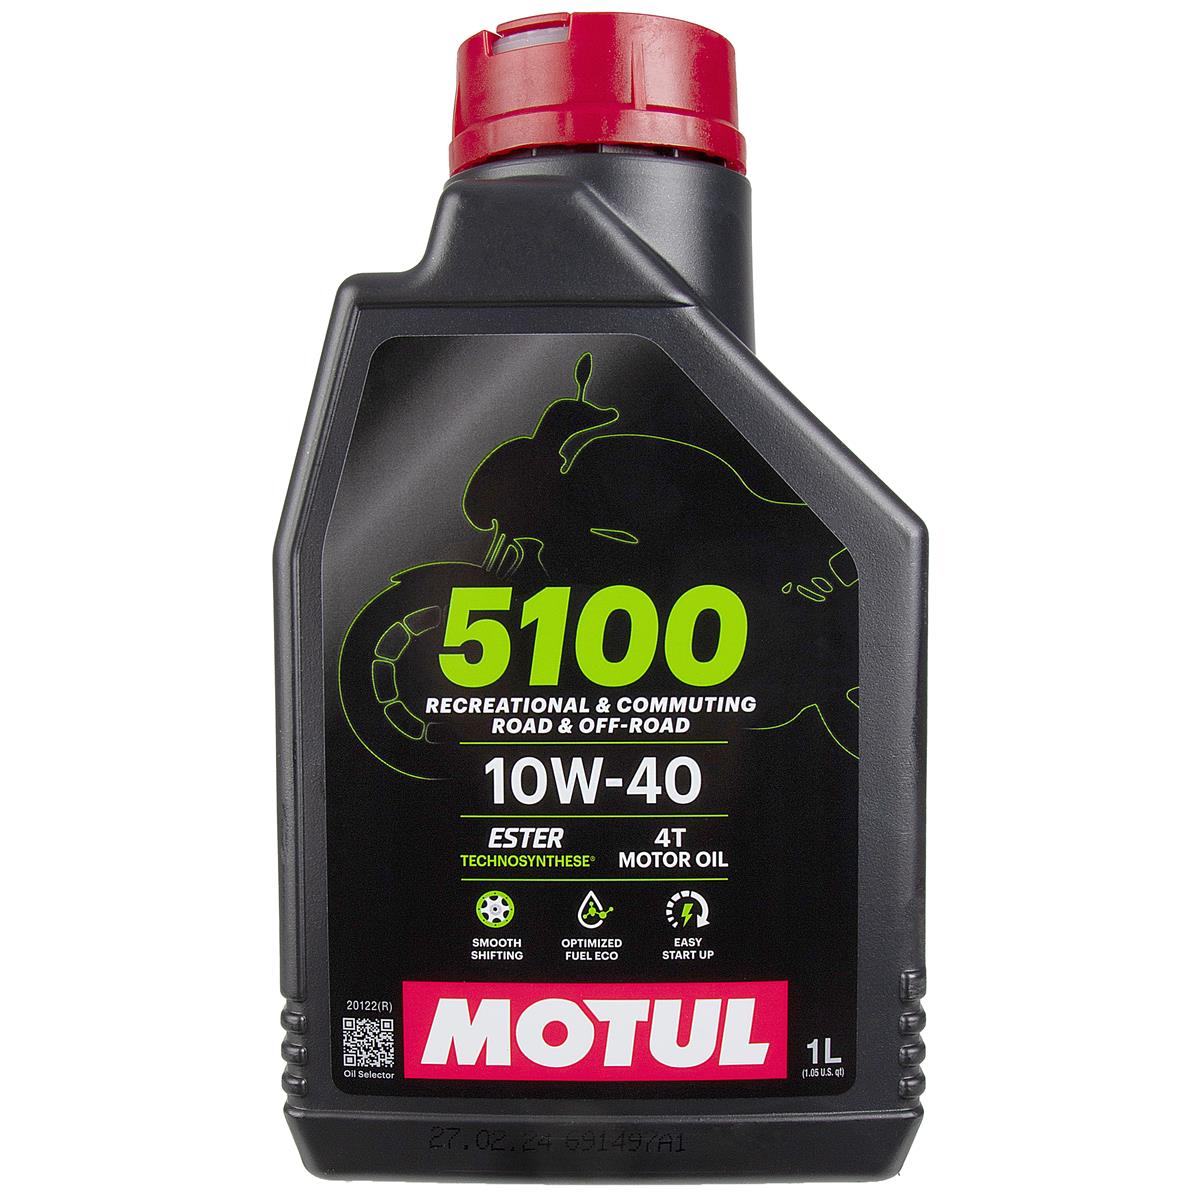 5100
RECREATIONAL & COMMUTING
ROAD & OFF-ROAD
10W-40
ESTER
TECHNOSYNTHESE®
4T
MOTOR OIL
SMOOTH
SHIFTING
OPTIMIZED
FUEL ECO
EASY
START UP
20122(R)
Oil Selector
MOTUL
1L
(1.05 U.S. qt)
27.02.24 691497A1